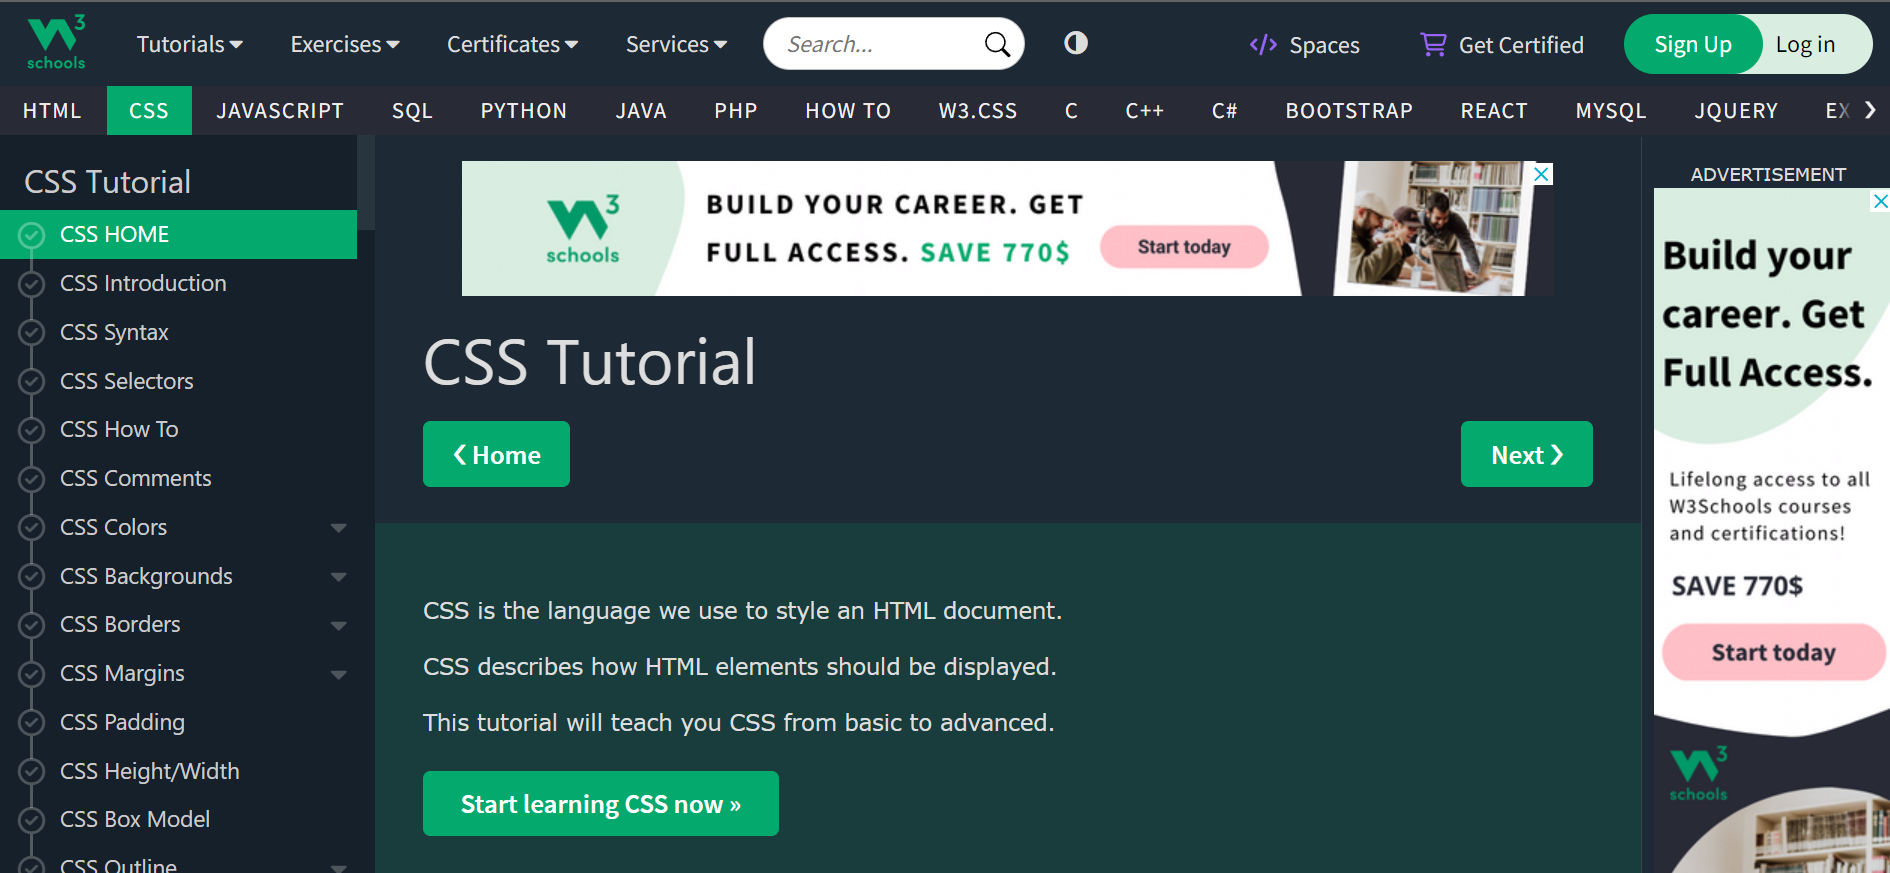 W3 schools
Tutorials
Exercises
Certificates
Services
Search...
Spaces
Get Certified
Sign Up
Log in
HTML
CSS
JAVASCRIPT
SQL
PYTHON
JAVA
PHP
HOW TO
W3.CSS
C
C++
C#
BOOTSTRAP
REACT
MYSQL
JQUERY
EX
CSS Tutorial
CSS HOME
CSS Introduction
CSS Syntax
CSS Selectors
CSS How To
CSS Comments
CSS Colors
CSS Backgrounds
CSS Borders
CSS Margins
CSS Padding
CSS Height/Width
CSS Box Model
CSS Outline
W3 schools
BUILD YOUR CAREER. GET
FULL ACCESS. SAVE 770$
Start today
CSS Tutorial
❮ Home
Next ❯
CSS is the language we use to style an HTML document.
CSS describes how HTML elements should be displayed.
This tutorial will teach you CSS from basic to advanced.
Start learning CSS now »
ADVERTISEMENT
Build your
career. Get
Full Access.
Lifelong access to all
W3Schools courses
and certifications!
SAVE 770$
Start today
W3 schools